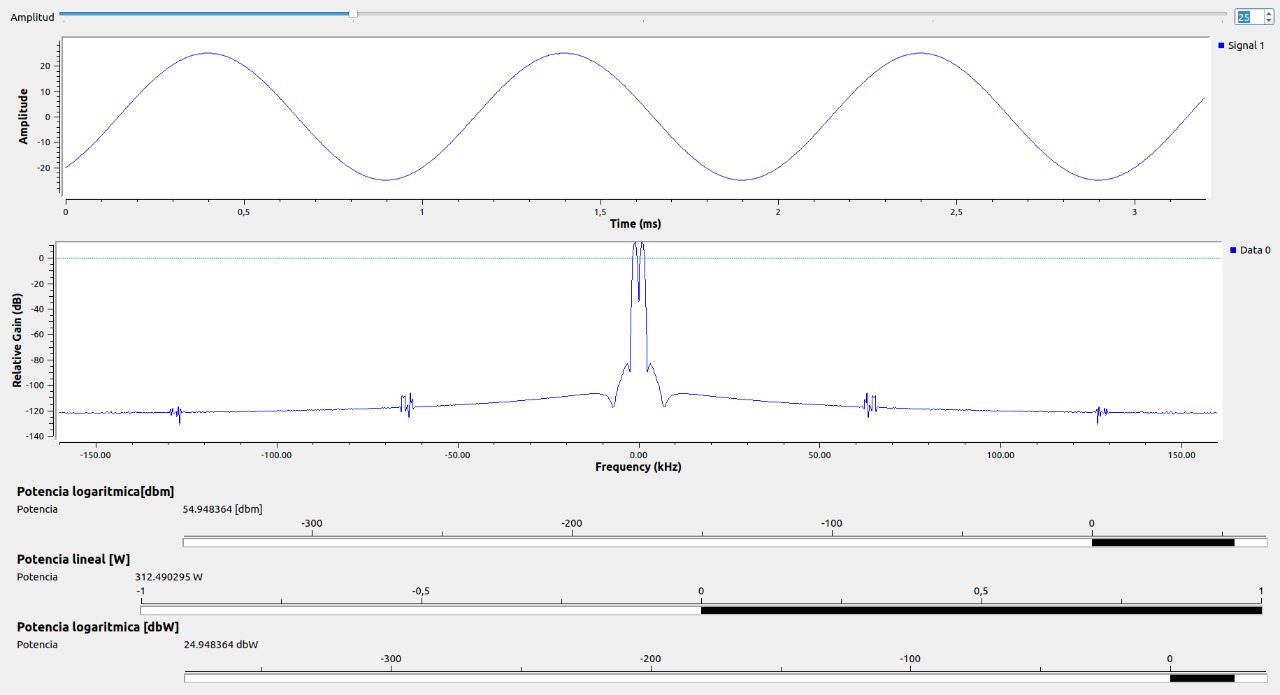 Amplitud 25
Signal 1
Amplitude
20
10
0
-10
-20
0 0,5 1 1,5 2 2,5 3
Time (ms)
Data 0
Relative Gain (dB)
0
-20
-40
-60
-80
-100
-120
-140
-150.00 -100.00 -50.00 0.00 50.00 100.00 150.00
Frequency (kHz)
Potencia logaritmica[dbm]
Potencia 54.948364 [dbm]
-300 -200 -100 0
Potencia lineal [W]
Potencia 312.490295 W
-1 -0,5 0 0,5 1
Potencia logaritmica [dbW]
Potencia 24.948364 dbW
-300 -200 -100 0